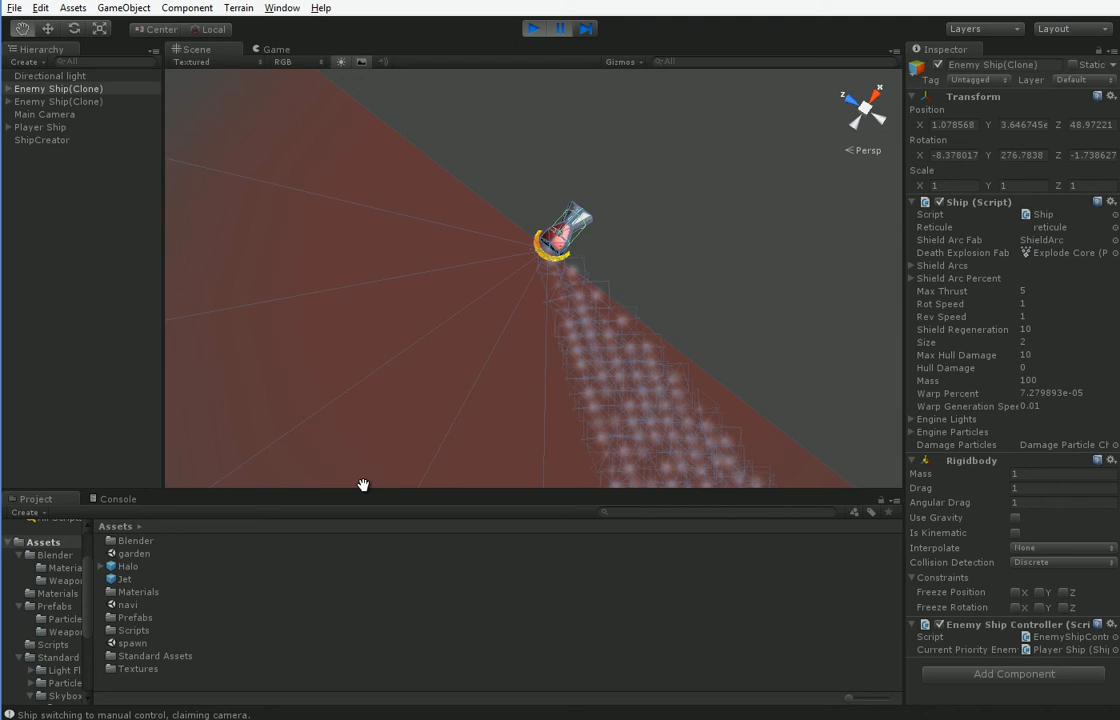 File Edit Assets GameObject Component Terrain Window Help
Center Local Layers Layout
Hierarchy
Create All
Directional light
Enemy Ship(Clone)
Enemy Ship(Clone)
Main Camera
Player Ship
ShipCreator
Scene Game
Textured RGB Gizmos All
x
z
Persp
Project Console
Create
Assets
Blender
Materia
Weapo
Materials
Prefabs
Particle
Weapo
Scripts
Standard
Light Fl
Particle
Skybox
Assets
Blender
garden
Halo
Jet
Materials
navi
Prefabs
Scripts
spawn
Standard Assets
Textures
Inspector
Enemy Ship(Clone) Static
Tag Untagged Layer Default
Transform
Position
X 1.078568 Y 3.646745e Z 48.97221
Rotation
X -8.378017 Y 276.7838 Z -1.738627
Scale
X 1 Y 1 Z 1
Ship (Script)
Script Ship
Reticule reticule
Shield Arc Fab ShieldArc
Death Explosion Fab Explode Core (P
Shield Arcs
Shield Arc Percent
Max Thrust 5
Rot Speed 1
Rev Speed 1
Shield Regeneration 10
Size 2
Max Hull Damage 10
Hull Damage 0
Mass 100
Warp Percent 7.279893e-05
Warp Generation Spee 0.01
Engine Lights
Engine Particles
Damage Particles Damage Particle Ch
Rigidbody
Mass 1
Drag 1
Angular Drag 1
Use Gravity
Is Kinematic
Interpolate None
Collision Detection Discrete
Constraints
Freeze Position X Y Z
Freeze Rotation X Y Z
Enemy Ship Controller (Scri
Script EnemyShipCont
Current Priority Enem Player Ship (Shi
Add Component
Ship switching to manual control, claiming camera.